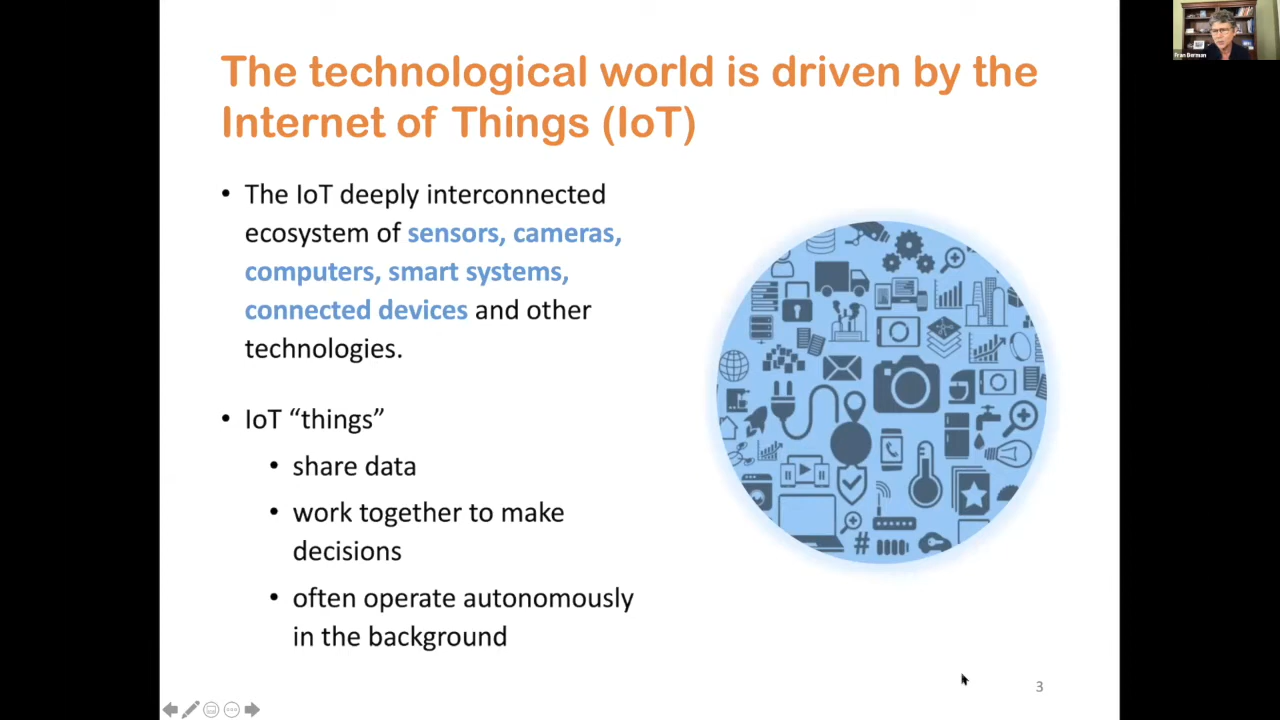 The technological world is driven by the
Internet of Things (IoT)
• The IoT deeply interconnected
ecosystem of sensors, cameras,
computers, smart systems,
connected devices and other
technologies.
• IoT “things”
• share data
• work together to make
decisions
• often operate autonomously
in the background
#
3
Fran Berman